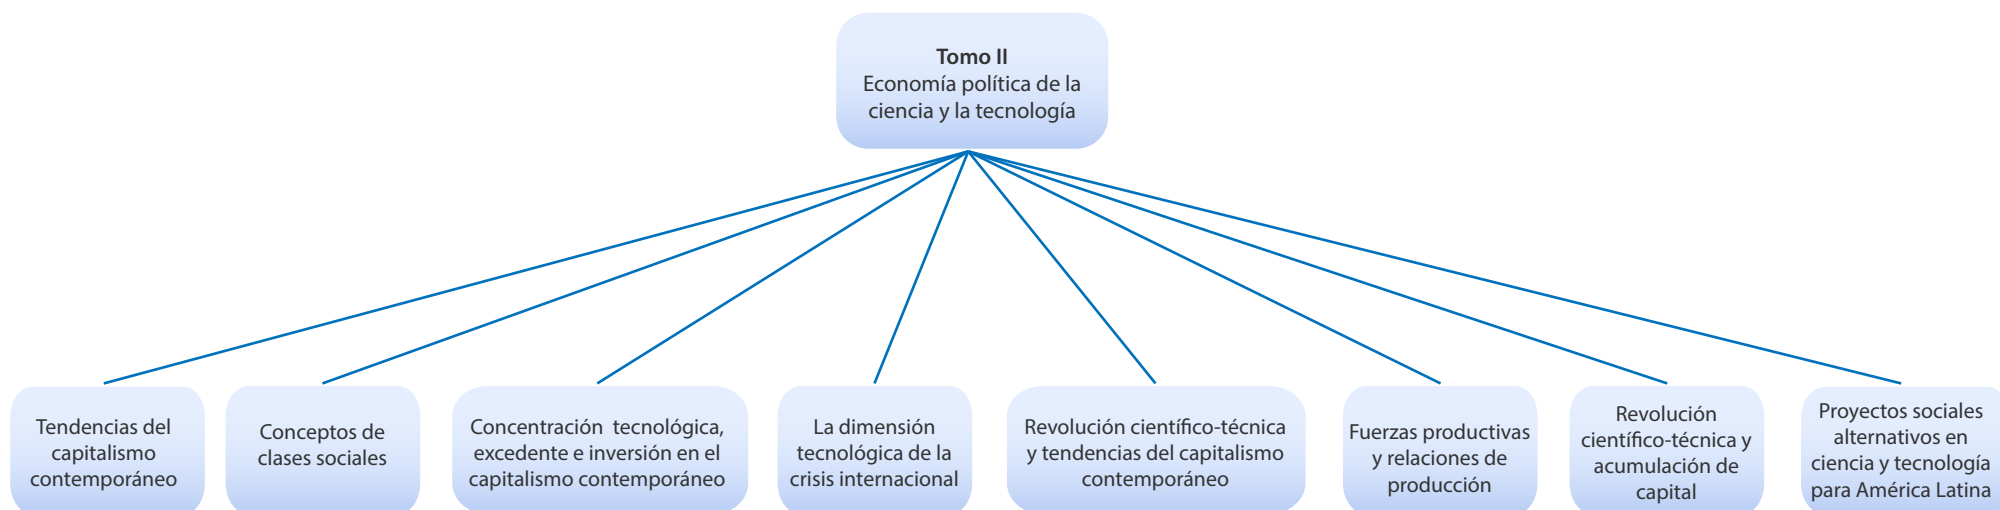 Tomo II
Economía política de la
ciencia y la tecnología
Tendencias del
capitalismo
contemporáneo
Conceptos de
clases sociales
Concentración tecnológica,
excedente e inversión en el
capitalismo contemporáneo
La dimensión
tecnológica de la
crisis internacional
Revolución científico-técnica
y tendencias del capitalismo
contemporáneo
Fuerzas productivas
y relaciones de
producción
Revolución
científico-técnica y
acumulación de
capital
Proyectos sociales
alternativos en
ciencia y tecnología
para América Latina